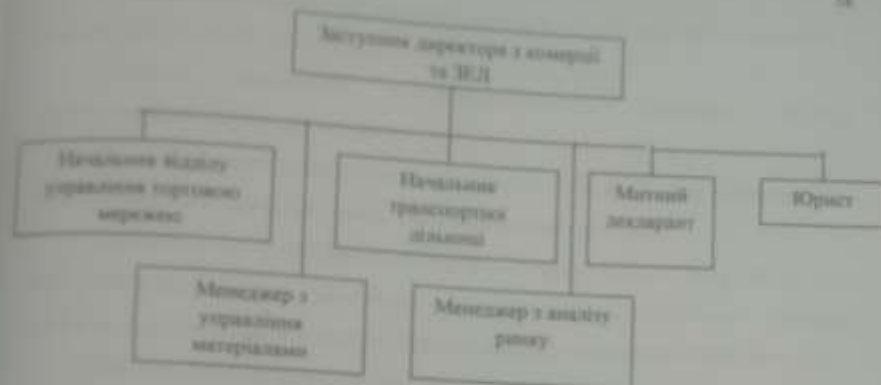 Заступник директора з комерції
та ЗЕД
Начальник відділу
управління торговою
мережею
Начальник
транспортної
дільниці
Митний
декларант
Юрист
Менеджер з
управління
матеріалами
Менеджер з аналізу
ринку